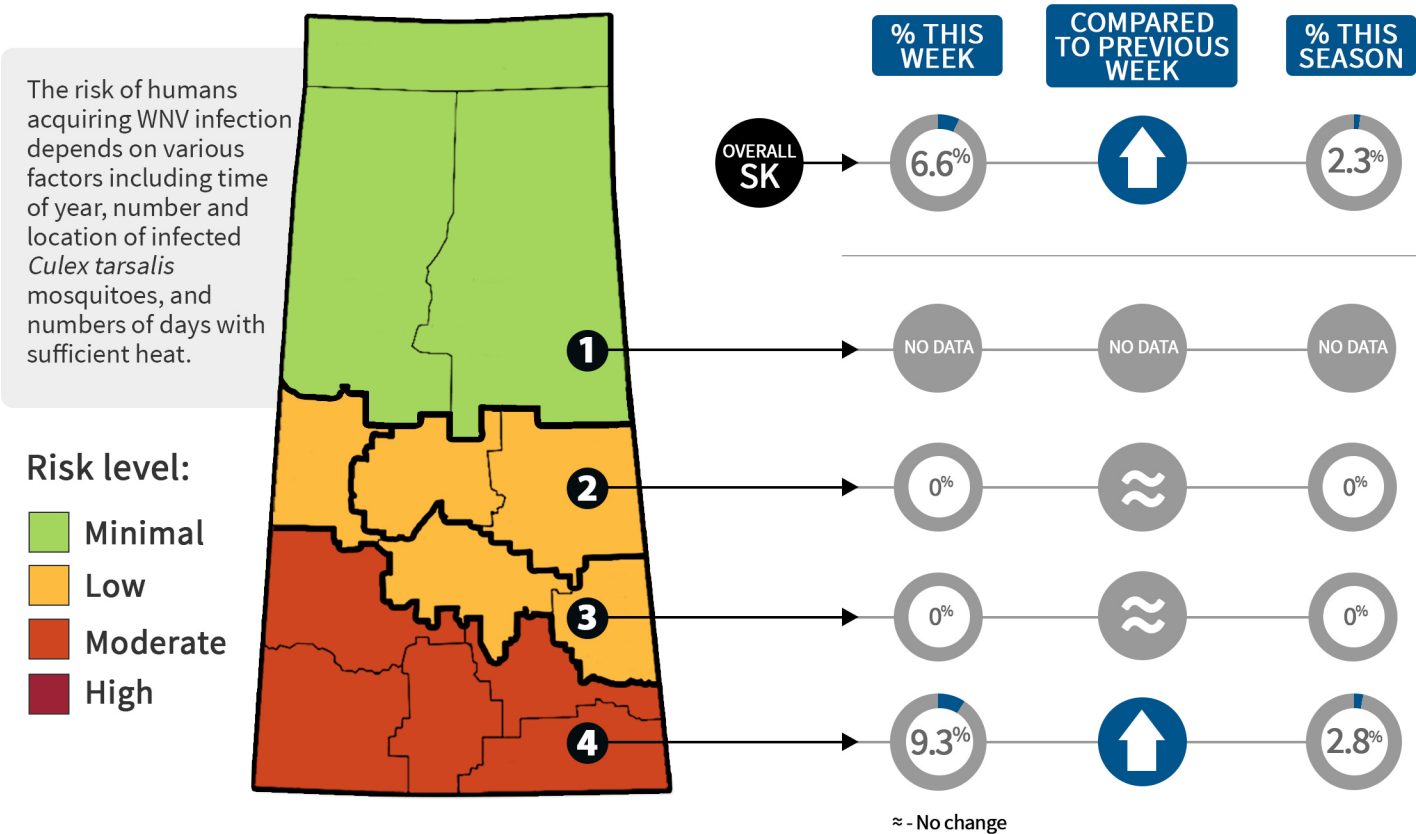 The risk of humans
acquiring WNV infection
depends on various
factors including time
of year, number and
location of infected
Culex tarsalis
mosquitoes, and
numbers of days with
sufficient heat.
Risk level:
Minimal
Low
Moderate
High
% THIS
WEEK
COMPARED
TO PREVIOUS
WEEK
% THIS
SEASON
OVERALL
SK
6.6%
2.3%
1
NO DATA
NO DATA
NO DATA
2
0%
≈
0%
3
0%
≈
0%
4
9.3%
2.8%
≈ - No change